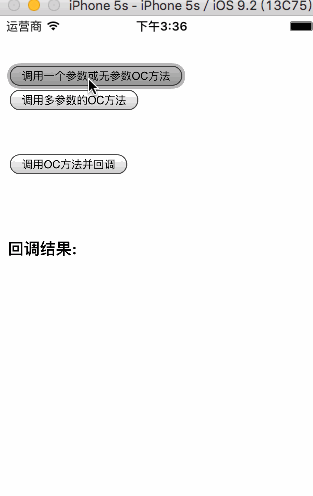 iPhone 5s - iPhone 5s / iOS 9.2 (13C75)
运营商 下午3:36
调用一个参数或无参数OC方法
调用多参数的OC方法
调用OC方法并回调
回调结果: